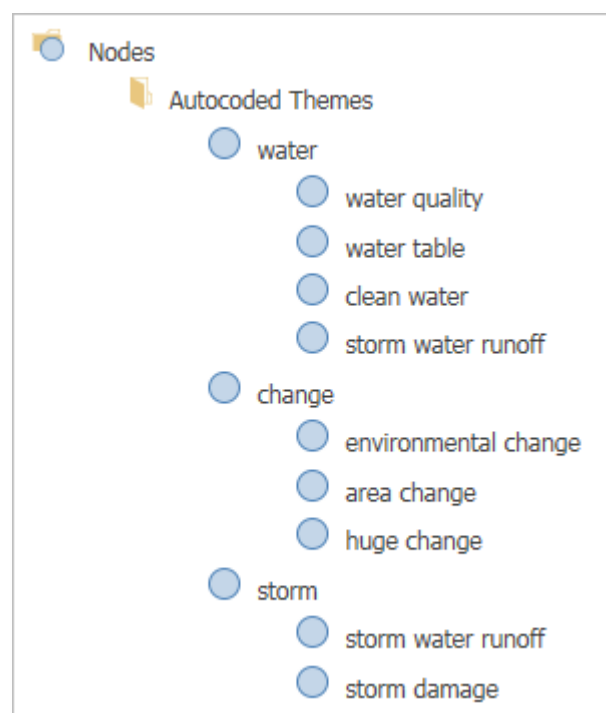 Nodes
Autocoded Themes
water
water quality
water table
clean water
storm water runoff
change
environmental change
area change
huge change
storm
storm water runoff
storm damage